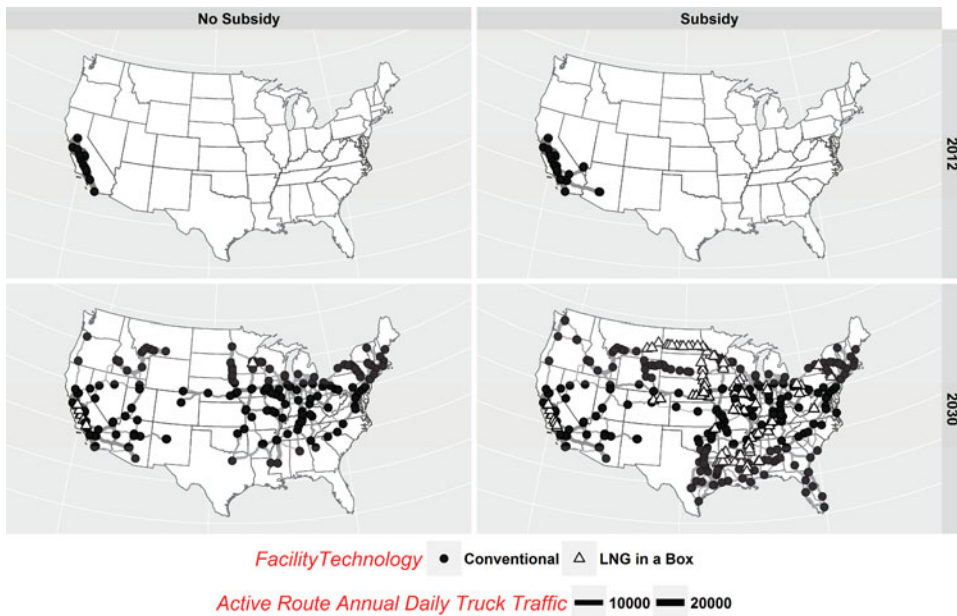 No Subsidy
Subsidy
2012
2030
FacilityTechnology Conventional LNG in a Box
Active Route Annual Daily Truck Traffic 10000 20000